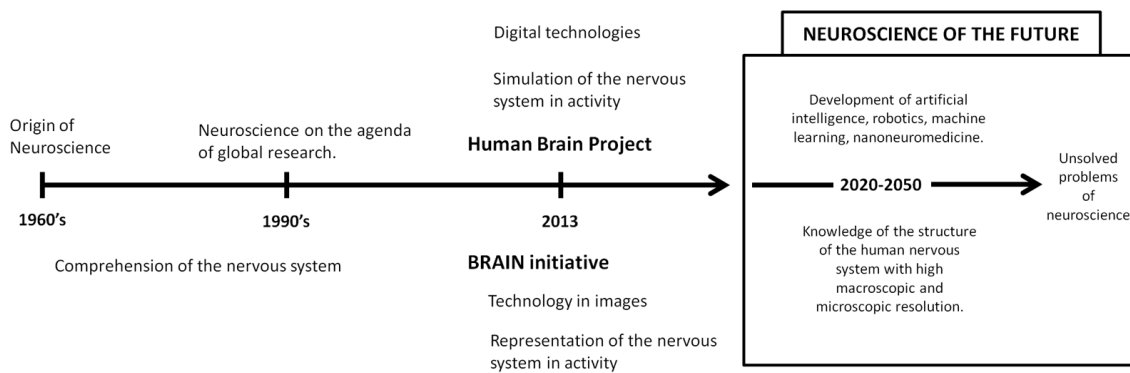 Digital technologies
Simulation of the nervous
system in activity
Human Brain Project
Origin of
Neuroscience
Neuroscience on the agenda
of global research.
1960's
1990's
2013
Comprehension of the nervous system
BRAIN initiative
Technology in images
Representation of the nervous
system in activity
NEUROSCIENCE OF THE FUTURE
Development of artificial
intelligence, robotics, machine
learning, nanoneuromedicine.
2020-2050
Unsolved
problems
of
neuroscience
Knowledge of the structure
of the human nervous
system with high
macroscopic and
microscopic resolution.